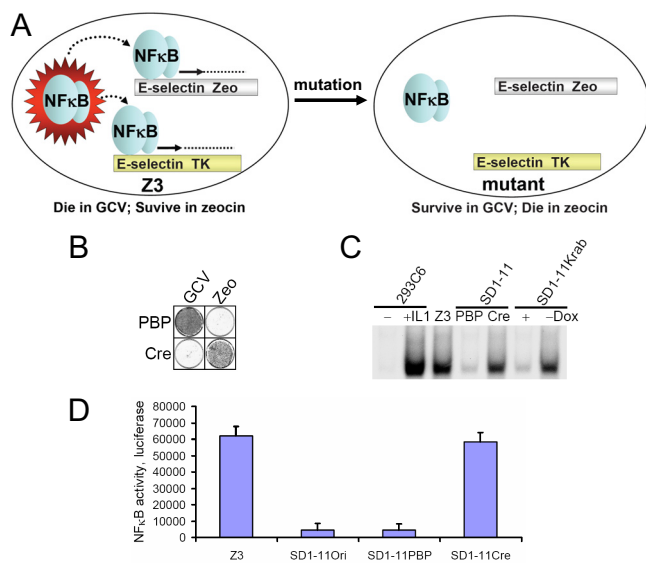 A
NFκB
NFκB
E-selectin Zeo
NFκB
E-selectin TK
Z3
Die in GCV; Suvive in zeocin
mutation
NFκB
E-selectin Zeo
E-selectin TK
mutant
Survive in GCV; Die in zeocin
B
GCV Zeo
PBP
Cre
C
293C6 SD1-11 SD1-11Krab
− +IL1 Z3 PBP Cre + −Dox
D
NFκB activity, luciferase
80000
70000
60000
50000
40000
30000
20000
10000
0
Z3 SD1-11Ori SD1-11PBP SD1-11Cre